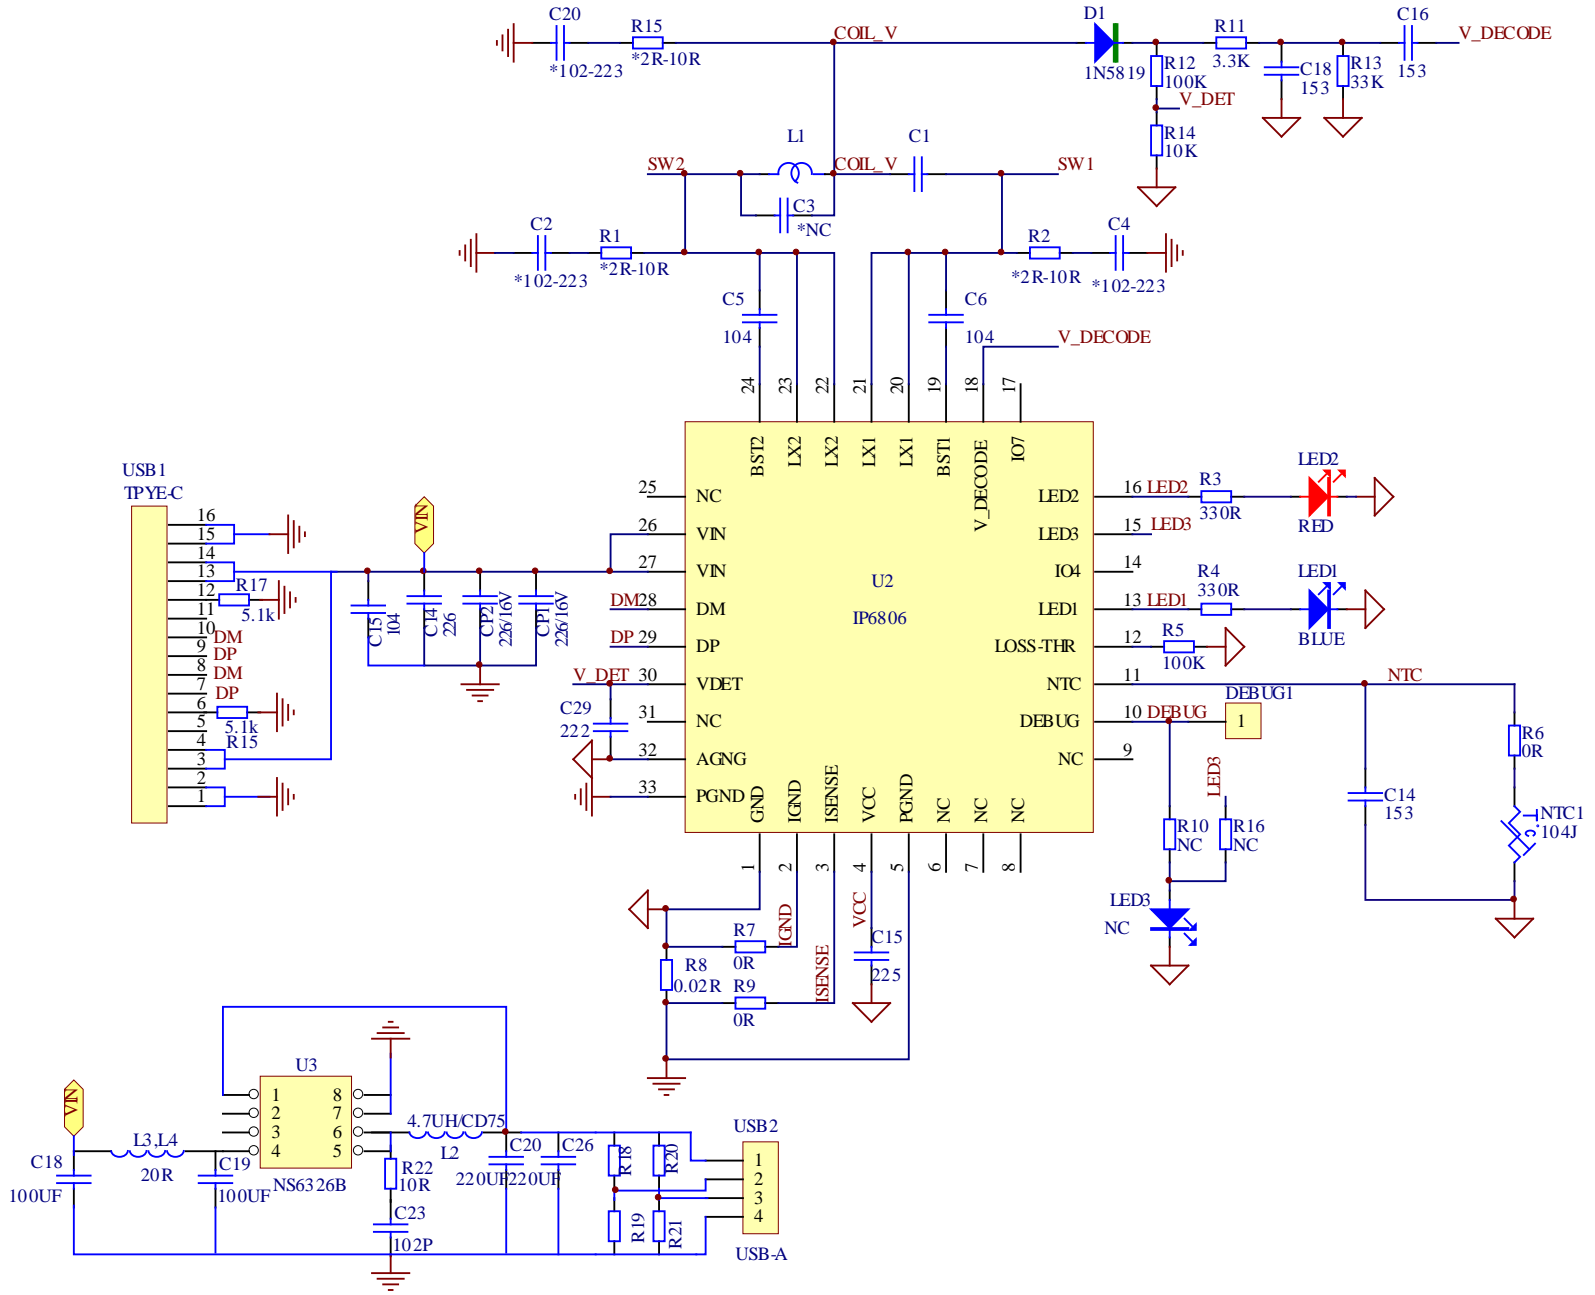 C20
R15
COIL_V
D1
R11
C16
V_DECODE
*102-223
*2R-10R
1N5819
R12
100K
3.3K
C18
153
R13
33K
153
V_DET
R14
10K
L1
C1
SW2
COIL_V
SW1
C3
*NC
C2
R1
R2
C4
*102-223
*2R-10R
*2R-10R
*102-223
C5
104
C6
104
V_DECODE
24
23
22
21
20
19
18
17
BST2
LX2
LX2
LX1
LX1
BST1
V_DECODE
IO7
USB1
TPYE-C
16
15
14
13
12
11
10
9
8
7
6
5
4
3
2
1
R17
5.1k
DM
DP
DM
DP
5.1k
R15
VIN
C15
104
C14
226
CP2
226/16V
CP1
226/16V
25
NC
26
VIN
27
VIN
DM
28
DM
DP
29
DP
V_DET
30
VDET
C29
222
31
NC
32
AGNG
33
PGND
U2
IP6806
LED2
16
LED2
R3
330R
LED2
RED
LED3
15
LED3
IO4
14
LED1
13
LED1
R4
330R
LED1
BLUE
LOSS-THR
12
R5
100K
NTC
11
NTC
DEBUG
10
DEBUG
DEBUG1
1
NC
9
GND
IGND
ISENSE
VCC
PGND
NC
NC
NC
1
2
3
4
5
6
7
8
LED3
R10
NC
R16
NC
LED3
NC
C14
153
R6
0R
NTC1
104J
T.C
IGND
ISENSE
VCC
R7
0R
R8
0.02R
R9
0R
C15
225
VIN
C18
100UF
L3,L4
20R
C19
100UF
U3
1
2
3
4
8
7
6
5
NS6326B
4.7UH/CD75
L2
R22
10R
C23
102P
C20
220UF
C26
220UF
R18
R20
R19
R21
USB2
1
2
3
4
USB-A